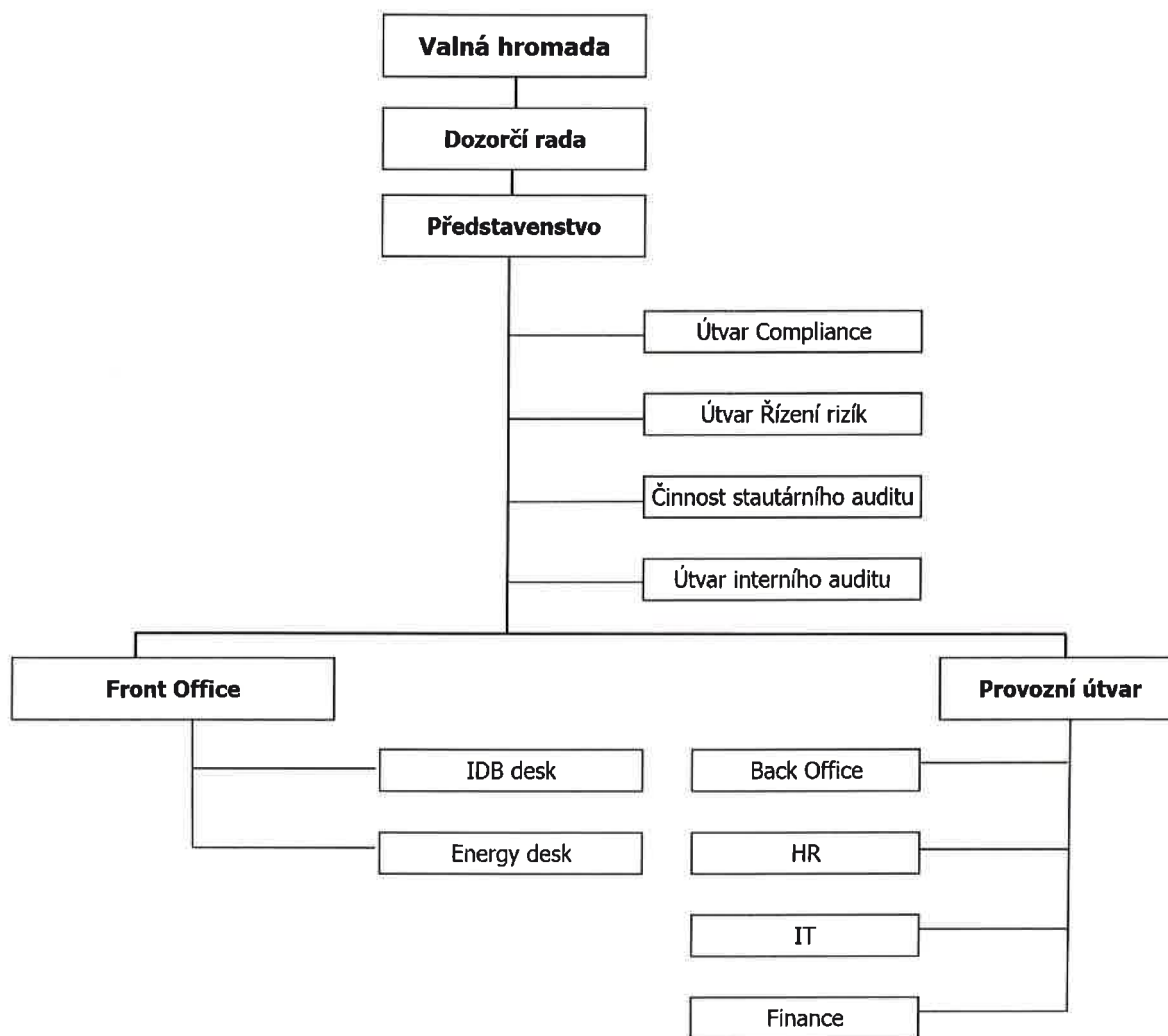 Valná hromada
Dozorčí rada
Představenstvo
Útvar Compliance
Útvar Řízení rizík
Činnost stautárního auditu
Útvar interního auditu
Front Office
Provozní útvar
IDB desk
Back Office
Energy desk
HR
IT
Finance